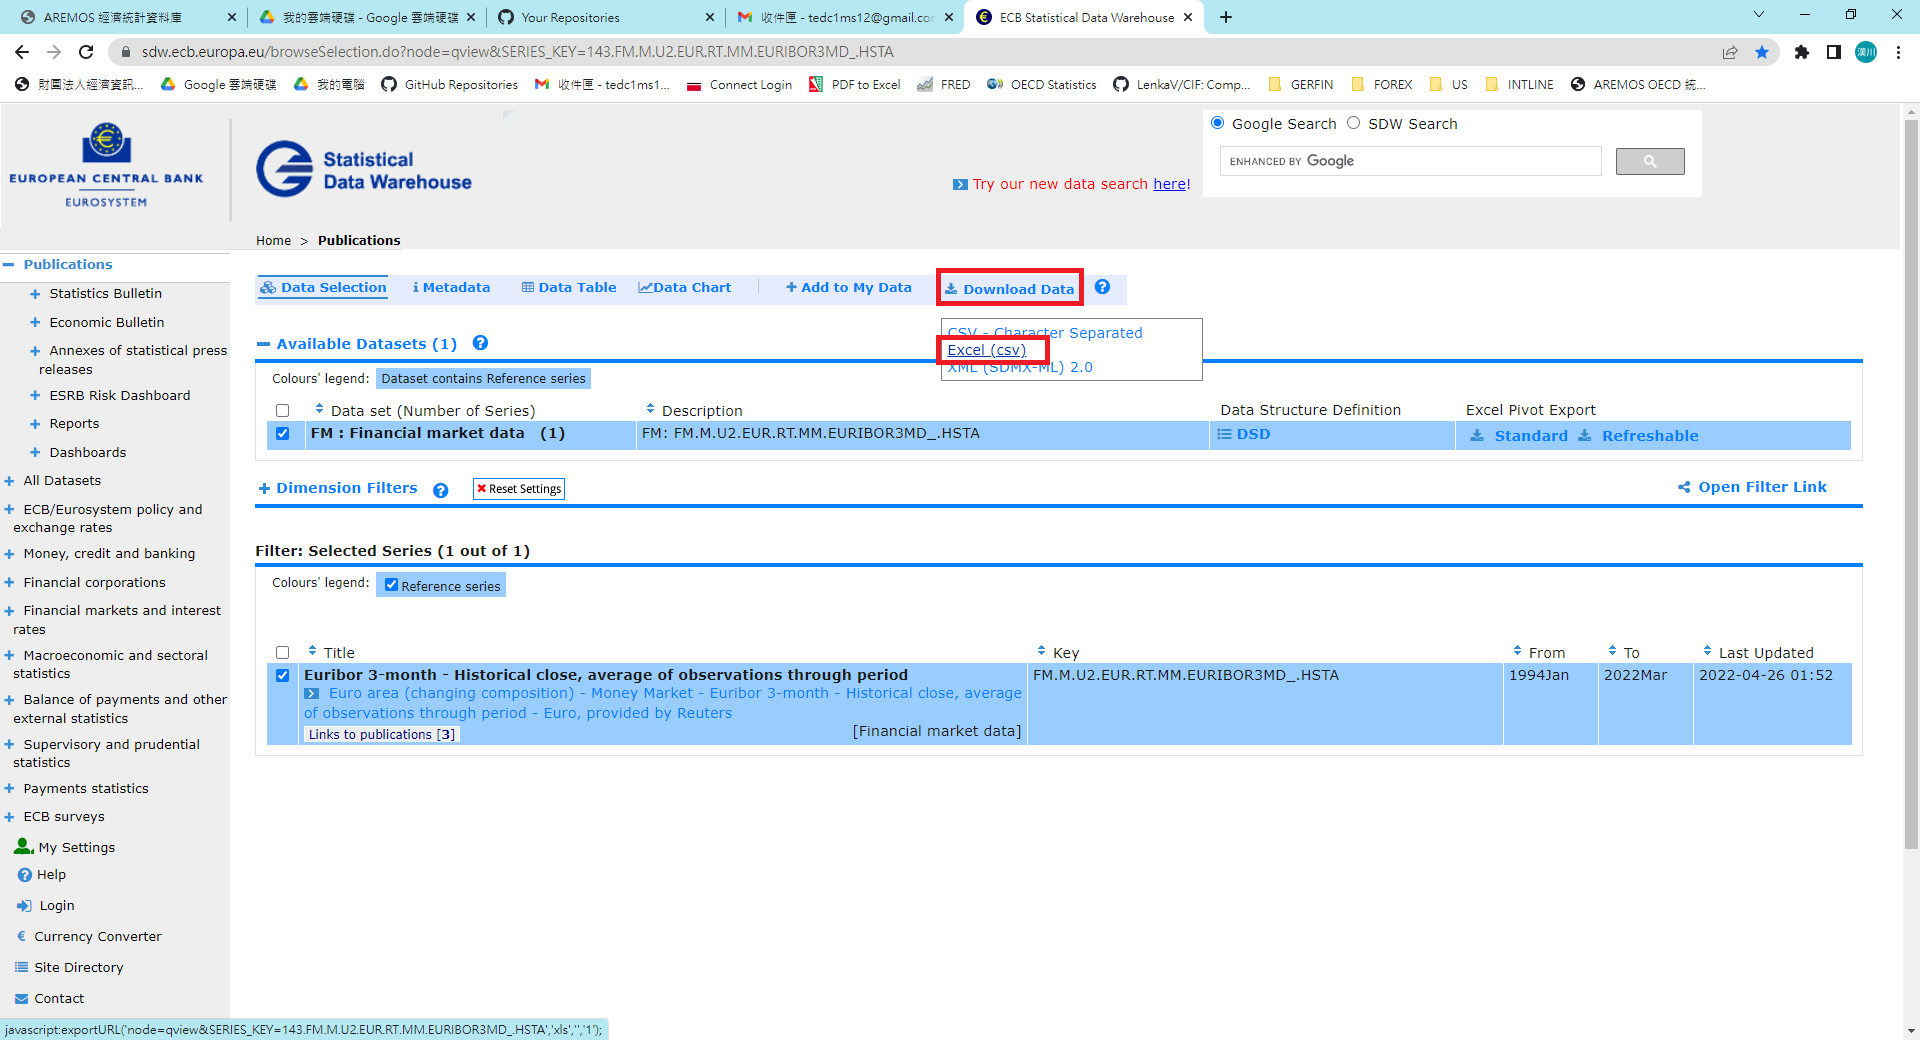 AREMOS 經濟統計資料庫
我的雲端硬碟 - Google 雲端硬碟
Your Repositories
收件匣 - tedc1ms12@gmail.co
ECB Statistical Data Warehouse
sdw.ecb.europa.eu/browseSelection.do?node=qview&SERIES_KEY=143.FM.M.U2.EUR.RT.MM.EURIBOR3MD_.HSTA
漢川
財團法人經濟資訊...
Google 雲端硬碟
我的電腦
GitHub Repositories
收件匣 - tedc1ms1...
Connect Login
PDF to Excel
FRED
OECD Statistics
LenkaV/CIF: Comp...
GERFIN
FOREX
US
INTLINE
AREMOS OECD 統...
EUROPEAN CENTRAL BANK
EUROSYSTEM
Statistical
Data Warehouse
Try our new data search here!
Google Search
SDW Search
ENHANCED BY Google
Home > Publications
Publications
Statistics Bulletin
Economic Bulletin
Annexes of statistical press
releases
ESRB Risk Dashboard
Reports
Dashboards
All Datasets
ECB/Eurosystem policy and
exchange rates
Money, credit and banking
Financial corporations
Financial markets and interest
rates
Macroeconomic and sectoral
statistics
Balance of payments and other
external statistics
Supervisory and prudential
statistics
Payments statistics
ECB surveys
My Settings
Help
Login
Currency Converter
Site Directory
Contact
Data Selection
Metadata
Data Table
Data Chart
Add to My Data
Download Data
CSV - Character Separated
Excel (csv)
XML (SDMX-ML) 2.0
Available Datasets (1)
Colours' legend: Dataset contains Reference series
Data set (Number of Series)
Description
Data Structure Definition
Excel Pivot Export
FM : Financial market data (1)
FM: FM.M.U2.EUR.RT.MM.EURIBOR3MD_.HSTA
DSD
Standard
Refreshable
Dimension Filters
Reset Settings
Open Filter Link
Filter: Selected Series (1 out of 1)
Colours' legend: Reference series
Title
Key
From
To
Last Updated
Euribor 3-month - Historical close, average of observations through period
Euro area (changing composition) - Money Market - Euribor 3-month - Historical close, average
of observations through period - Euro, provided by Reuters
Links to publications [3]
[Financial market data]
FM.M.U2.EUR.RT.MM.EURIBOR3MD_.HSTA
1994Jan
2022Mar
2022-04-26 01:52
javascript:exportURL('node=qview&SERIES_KEY=143.FM.M.U2.EUR.RT.MM.EURIBOR3MD_.HSTA','xls','','1');